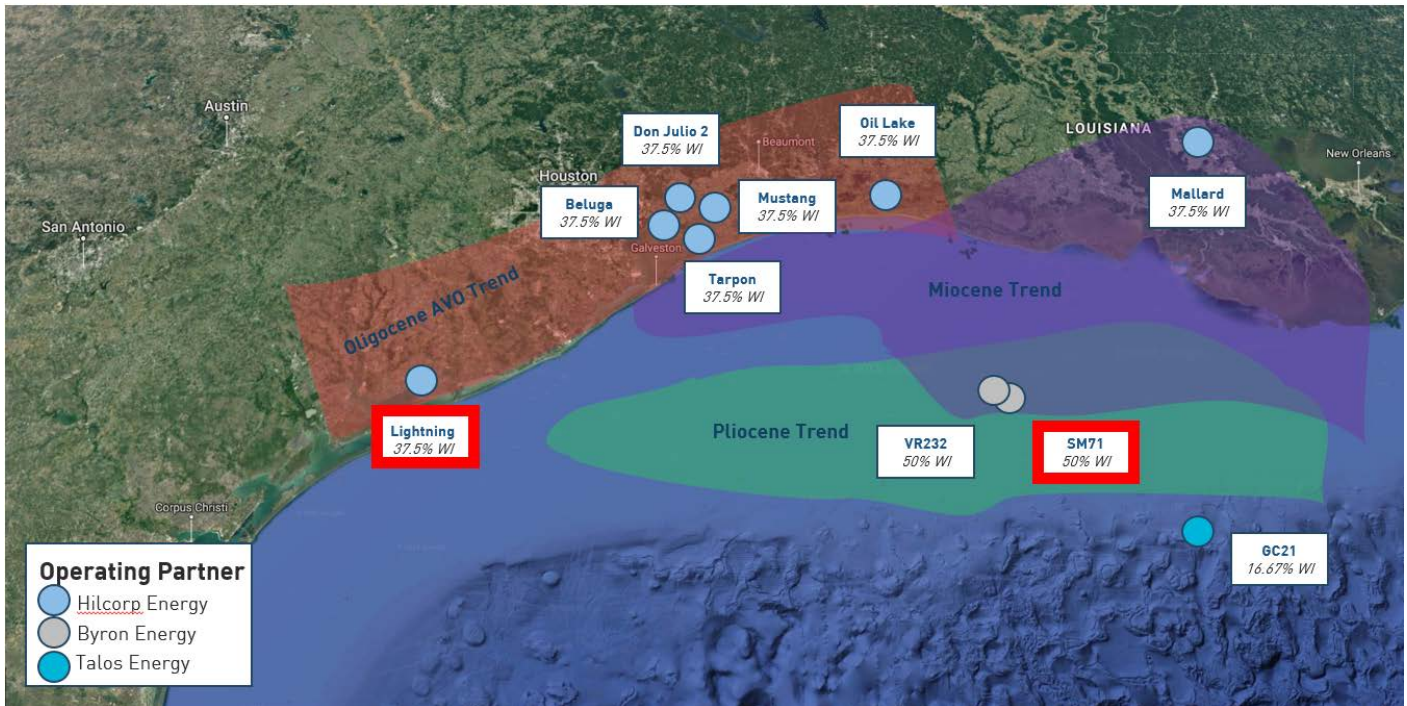 Austin
San Antonio
Houston
Don Julio 2
37.5% WI
Beaumont
Oil Lake
37.5% WI
LOUISIANA
New Orleans
Beluga
37.5% WI
Mustang
37.5% WI
Mallard
37.5% WI
Galveston
Tarpon
37.5% WI
Oligocene AVO Trend
Miocene Trend
Lightning
37.5% WI
Pliocene Trend
VR232
50% WI
SM71
50% WI
Corpus Christi
GC21
16.67% WI
Operating Partner
Hilcorp Energy
Byron Energy
Talos Energy